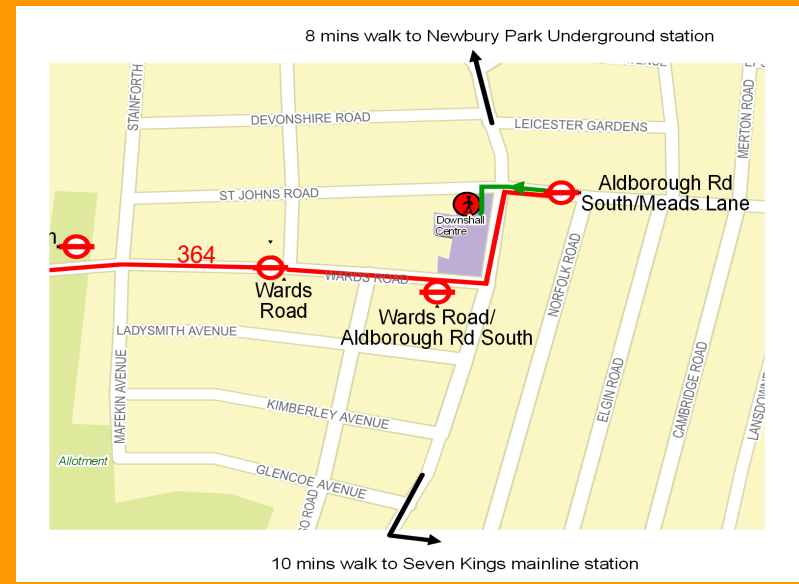 8 mins walk to Newbury Park Underground station
STAINFORTH
DEVONSHIRE ROAD
LEICESTER GARDENS
MERTON ROAD
ST JOHNS ROAD
Aldborough Rd
South/Meads Lane
Downshall
Centre
364
WARDS ROAD
Wards
Road
Wards Road/
Aldborough Rd South
NORFOLK ROAD
LADYSMITH AVENUE
MAFEKIN AVENUE
KIMBERLEY AVENUE
ELGIN ROAD
CAMBRIDGE ROAD
Allotment
GLENCOE AVENUE
ROAD
10 mins walk to Seven Kings mainline station